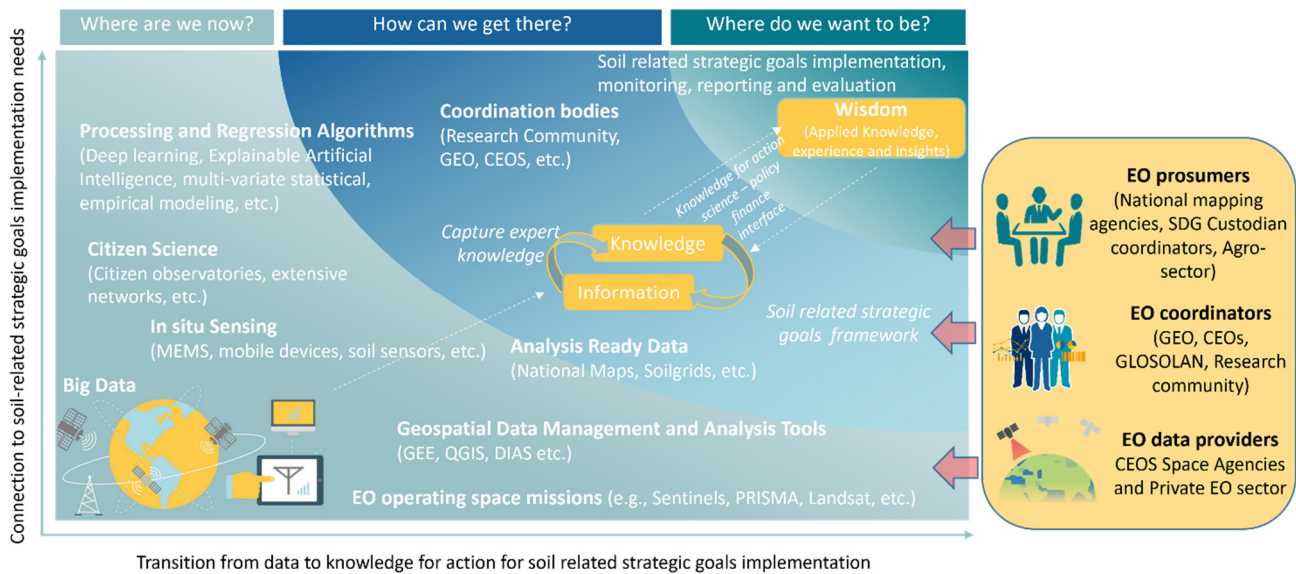 Where are we now?
How can we get there?
Where do we want to be?
Connection to soil-related strategic goals implementation needs
Soil related strategic goals implementation,
monitoring, reporting and evaluation
Wisdom
(Applied Knowledge,
experience and insights)
Coordination bodies
(Research Community,
GEO, CEOS, etc.)
Processing and Regression Algorithms
(Deep learning, Explainable Artificial
Intelligence, multi-variate statistical,
empirical modeling, etc.)
Knowledge for action
science – policy
finance
interface
Capture expert
knowledge
Knowledge
Information
Citizen Science
(Citizen observatories, extensive
networks, etc.)
In situ Sensing
(MEMS, mobile devices, soil sensors, etc.)
Soil related strategic
goals framework
Analysis Ready Data
(National Maps, Soilgrids, etc.)
Big Data
Geospatial Data Management and Analysis Tools
(GEE, QGIS, DIAS etc.)
EO operating space missions (e.g., Sentinels, PRISMA, Landsat, etc.)
EO prosumers
(National mapping
agencies, SDG Custodian
coordinators, Agro-
sector)
EO coordinators
(GEO, CEOs,
GLOSOLAN, Research
community)
EO data providers
CEOS Space Agencies
and Private EO sector
Transition from data to knowledge for action for soil related strategic goals implementation